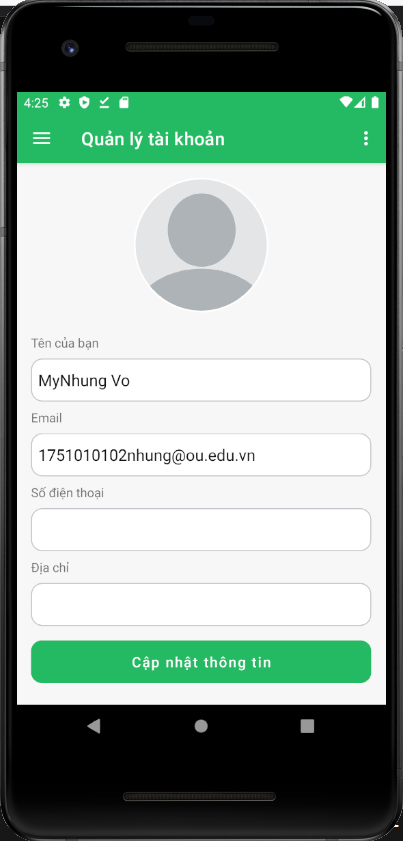 4:25
Quản lý tài khoản
Tên của bạn
MyNhung Vo
Email
1751010102nhung@ou.edu.vn
Số điện thoại
Địa chỉ
Cập nhật thông tin